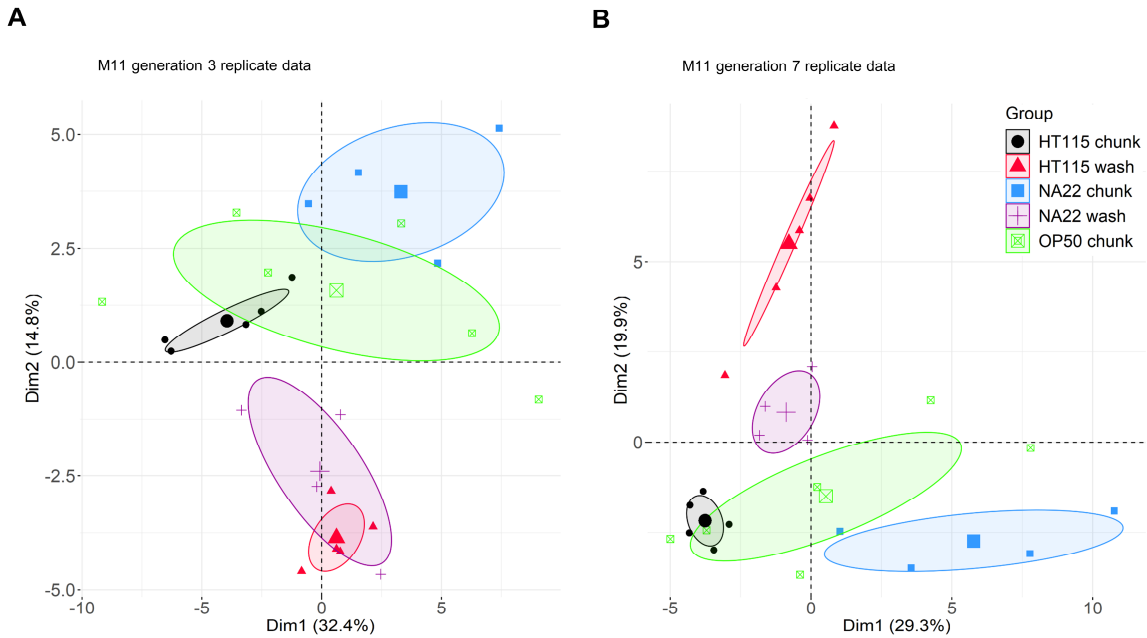 A
M11 generation 3 replicate data
5.0
2.5
0.0
-2.5
-5.0
Dim2 (14.8%)
-10
-5
0
5
Dim1 (32.4%)
B
M11 generation 7 replicate data
5
0
Dim2 (19.9%)
-5
0
5
10
Dim1 (29.3%)
Group
HT115 chunk
HT115 wash
NA22 chunk
NA22 wash
OP50 chunk